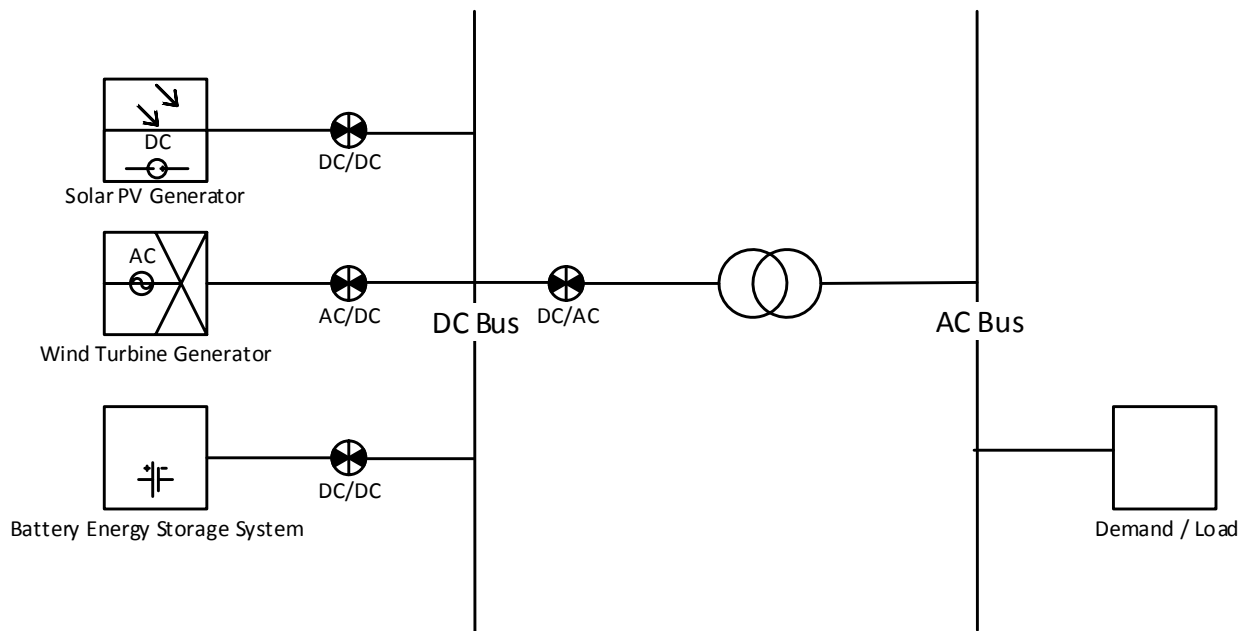 DC
DC/DC
Solar PV Generator
AC
AC/DC
DC Bus
DC/AC
AC Bus
Wind Turbine Generator
DC/DC
Battery Energy Storage System
Demand / Load